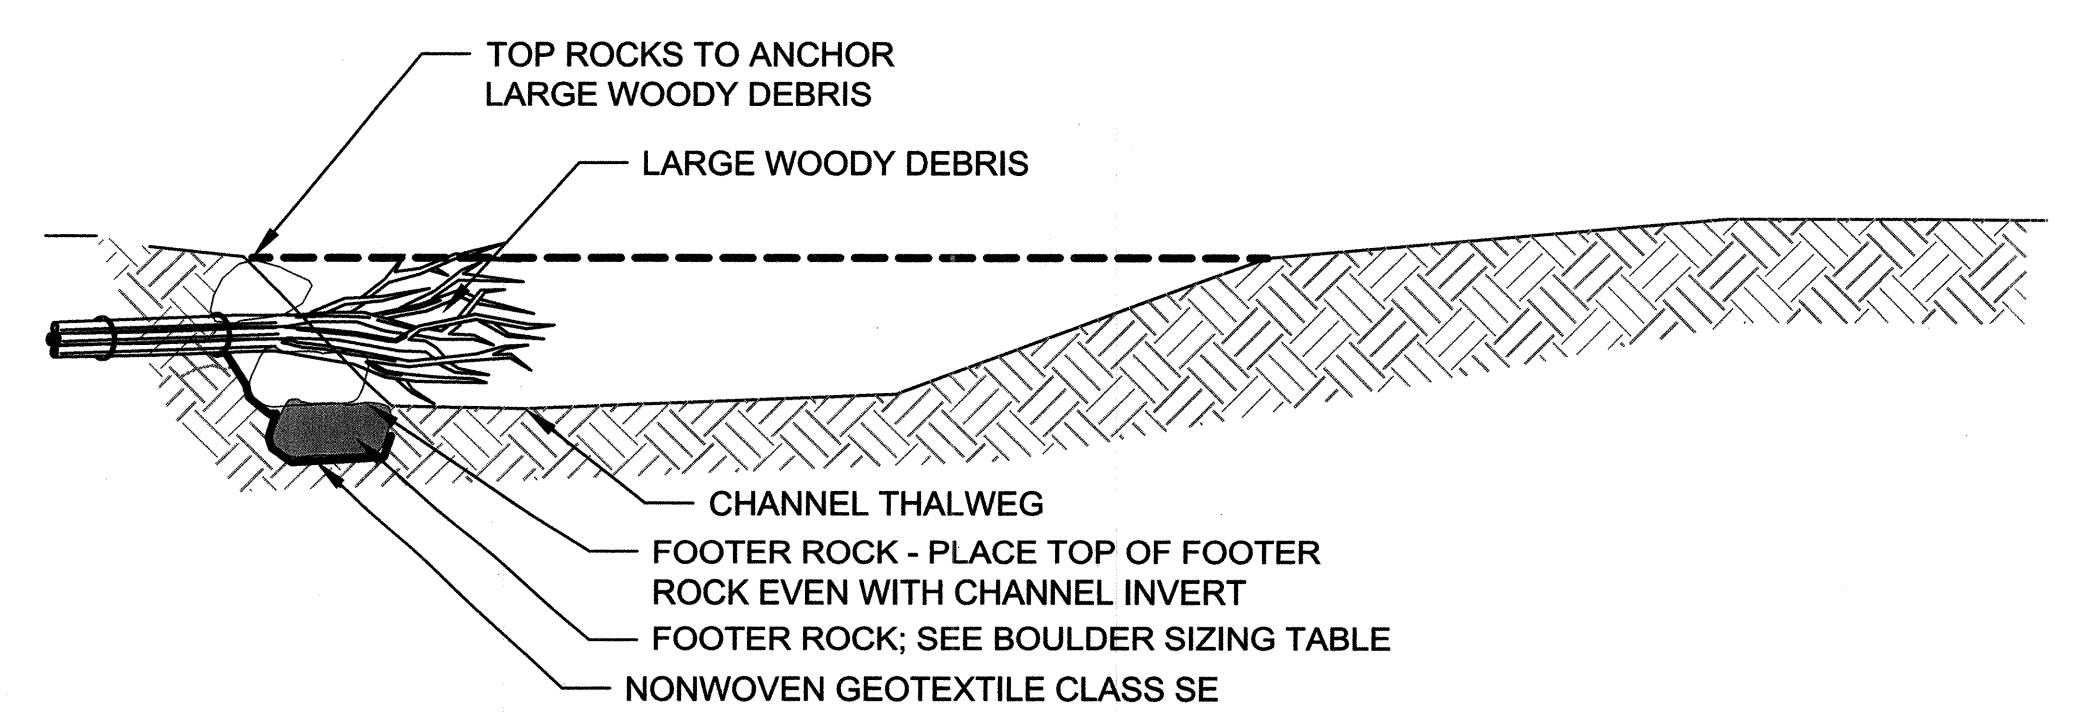 TOP ROCKS TO ANCHOR
LARGE WOODY DEBRIS
LARGE WOODY DEBRIS
CHANNEL THALWEG
FOOTER ROCK - PLACE TOP OF FOOTER
ROCK EVEN WITH CHANNEL INVERT
FOOTER ROCK; SEE BOULDER SIZING TABLE
NONWOVEN GEOTEXTILE CLASS SE